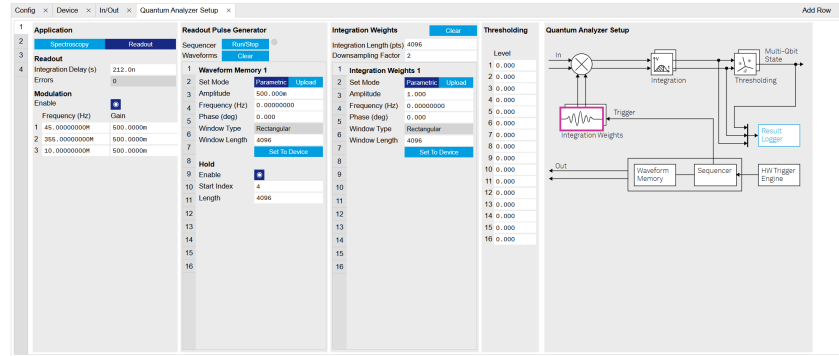 Config × Device × In/Out × Quantum Analyzer Setup × Add Row
1
2
3
4
Application
Spectroscopy Readout
Readout
Integration Delay (s) 212.0n
Errors 0
Modulation
Enable
Frequency (Hz) Gain
1 45.00000000M 500.0000m
2 355.0000000M 500.0000m
3 10.00000000M 500.0000m
Readout Pulse Generator
Sequencer Run/Stop
Waveforms Clear
1 Waveform Memory 1
2 Set Mode Parametric Upload
3 Amplitude 500.000m
4 Frequency (Hz) 0.00000000
5 Phase (deg) 0.000
6 Window Type Rectangular
7 Window Length 4096
Set To Device
8 Hold
9 Enable
10 Start Index 4
11 Length 4096
12
13
14
15
16
Integration Weights Clear
Integration Length (pts) 4096
Downsampling Factor 2
1 Integration Weights 1
2 Set Mode Parametric Upload
3 Amplitude 1.000
4 Frequency (Hz) 0.00000000
5 Phase (deg) 0.000
6 Window Type Rectangular
7 Window Length 4096
Set To Device
8
9
10
11
12
13
14
15
16
Thresholding
Level
1 0.000
2 0.000
3 0.000
4 0.000
5 0.000
6 0.000
7 0.000
8 0.000
9 0.000
10 0.000
11 0.000
12 0.000
13 0.000
14 0.000
15 0.000
16 0.000
Quantum Analyzer Setup
In
Multi-Qbit
State
Integration
Thresholding
Trigger
Integration Weights
Result
Logger
Out
Waveform
Memory
Sequencer
HW Trigger
Engine